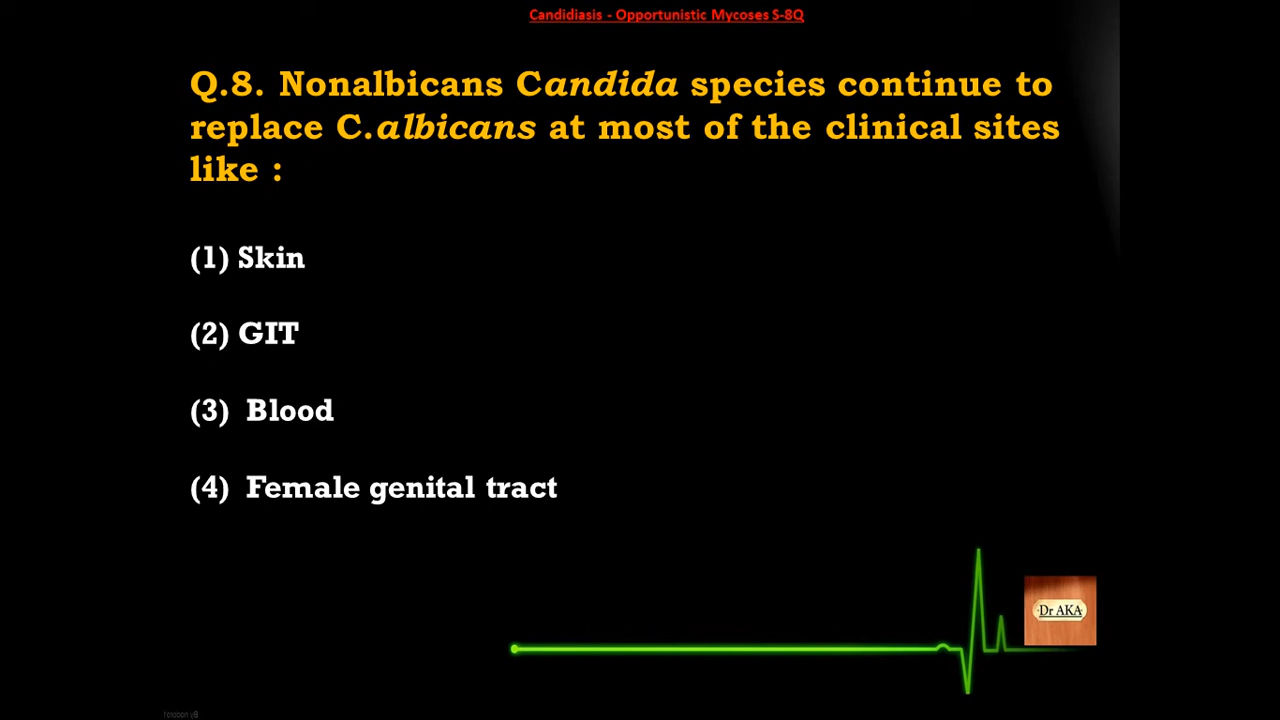 Candidiasis - Opportunistic Mycoses S-8Q
Q.8. Nonalbicans Candida species continue to
replace C.albicans at most of the clinical sites
like :
(1) Skin
(2) GIT
(3) Blood
(4) Female genital tract
Dr AKA